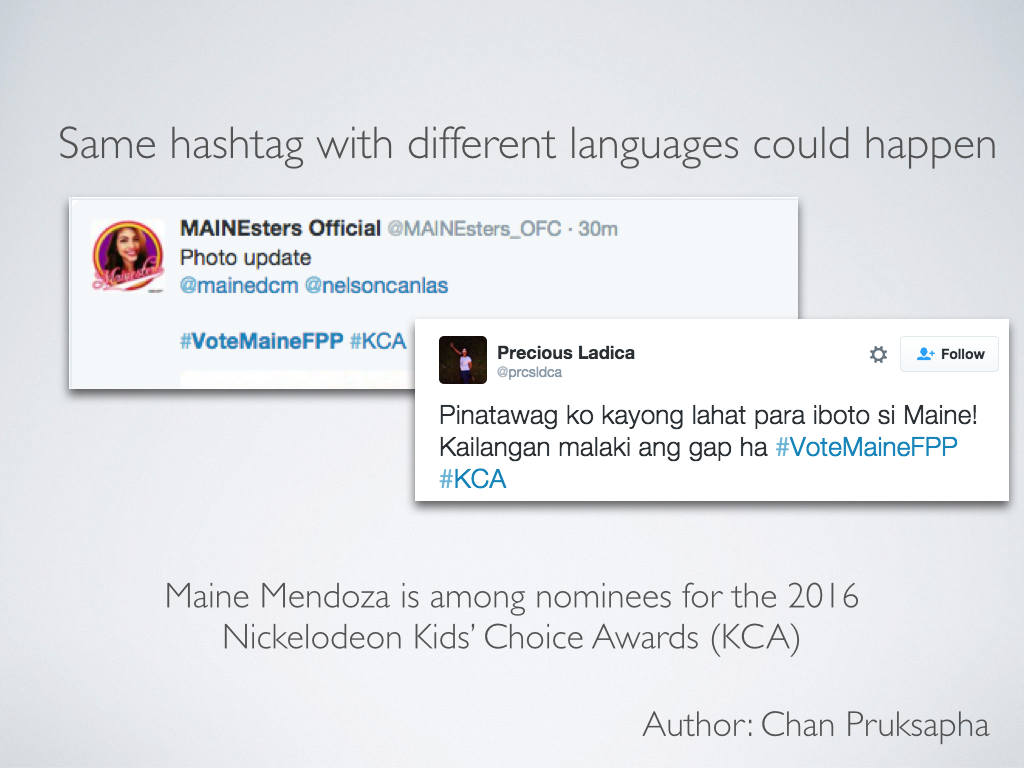 Same hashtag with different languages could happen
MAINEsters Official @MAINEsters_OFC · 30m
Photo update
@mainedcm @nelsoncanlas
#VoteMaineFPP #KCA
Mainesters
Precious Ladica
@prcsldca
Follow
Pinatawag ko kayong lahat para iboto si Maine!
Kailangan malaki ang gap ha #VoteMaineFPP
#KCA
Maine Mendoza is among nominees for the 2016
Nickelodeon Kids’ Choice Awards (KCA)
Author: Chan Pruksapha